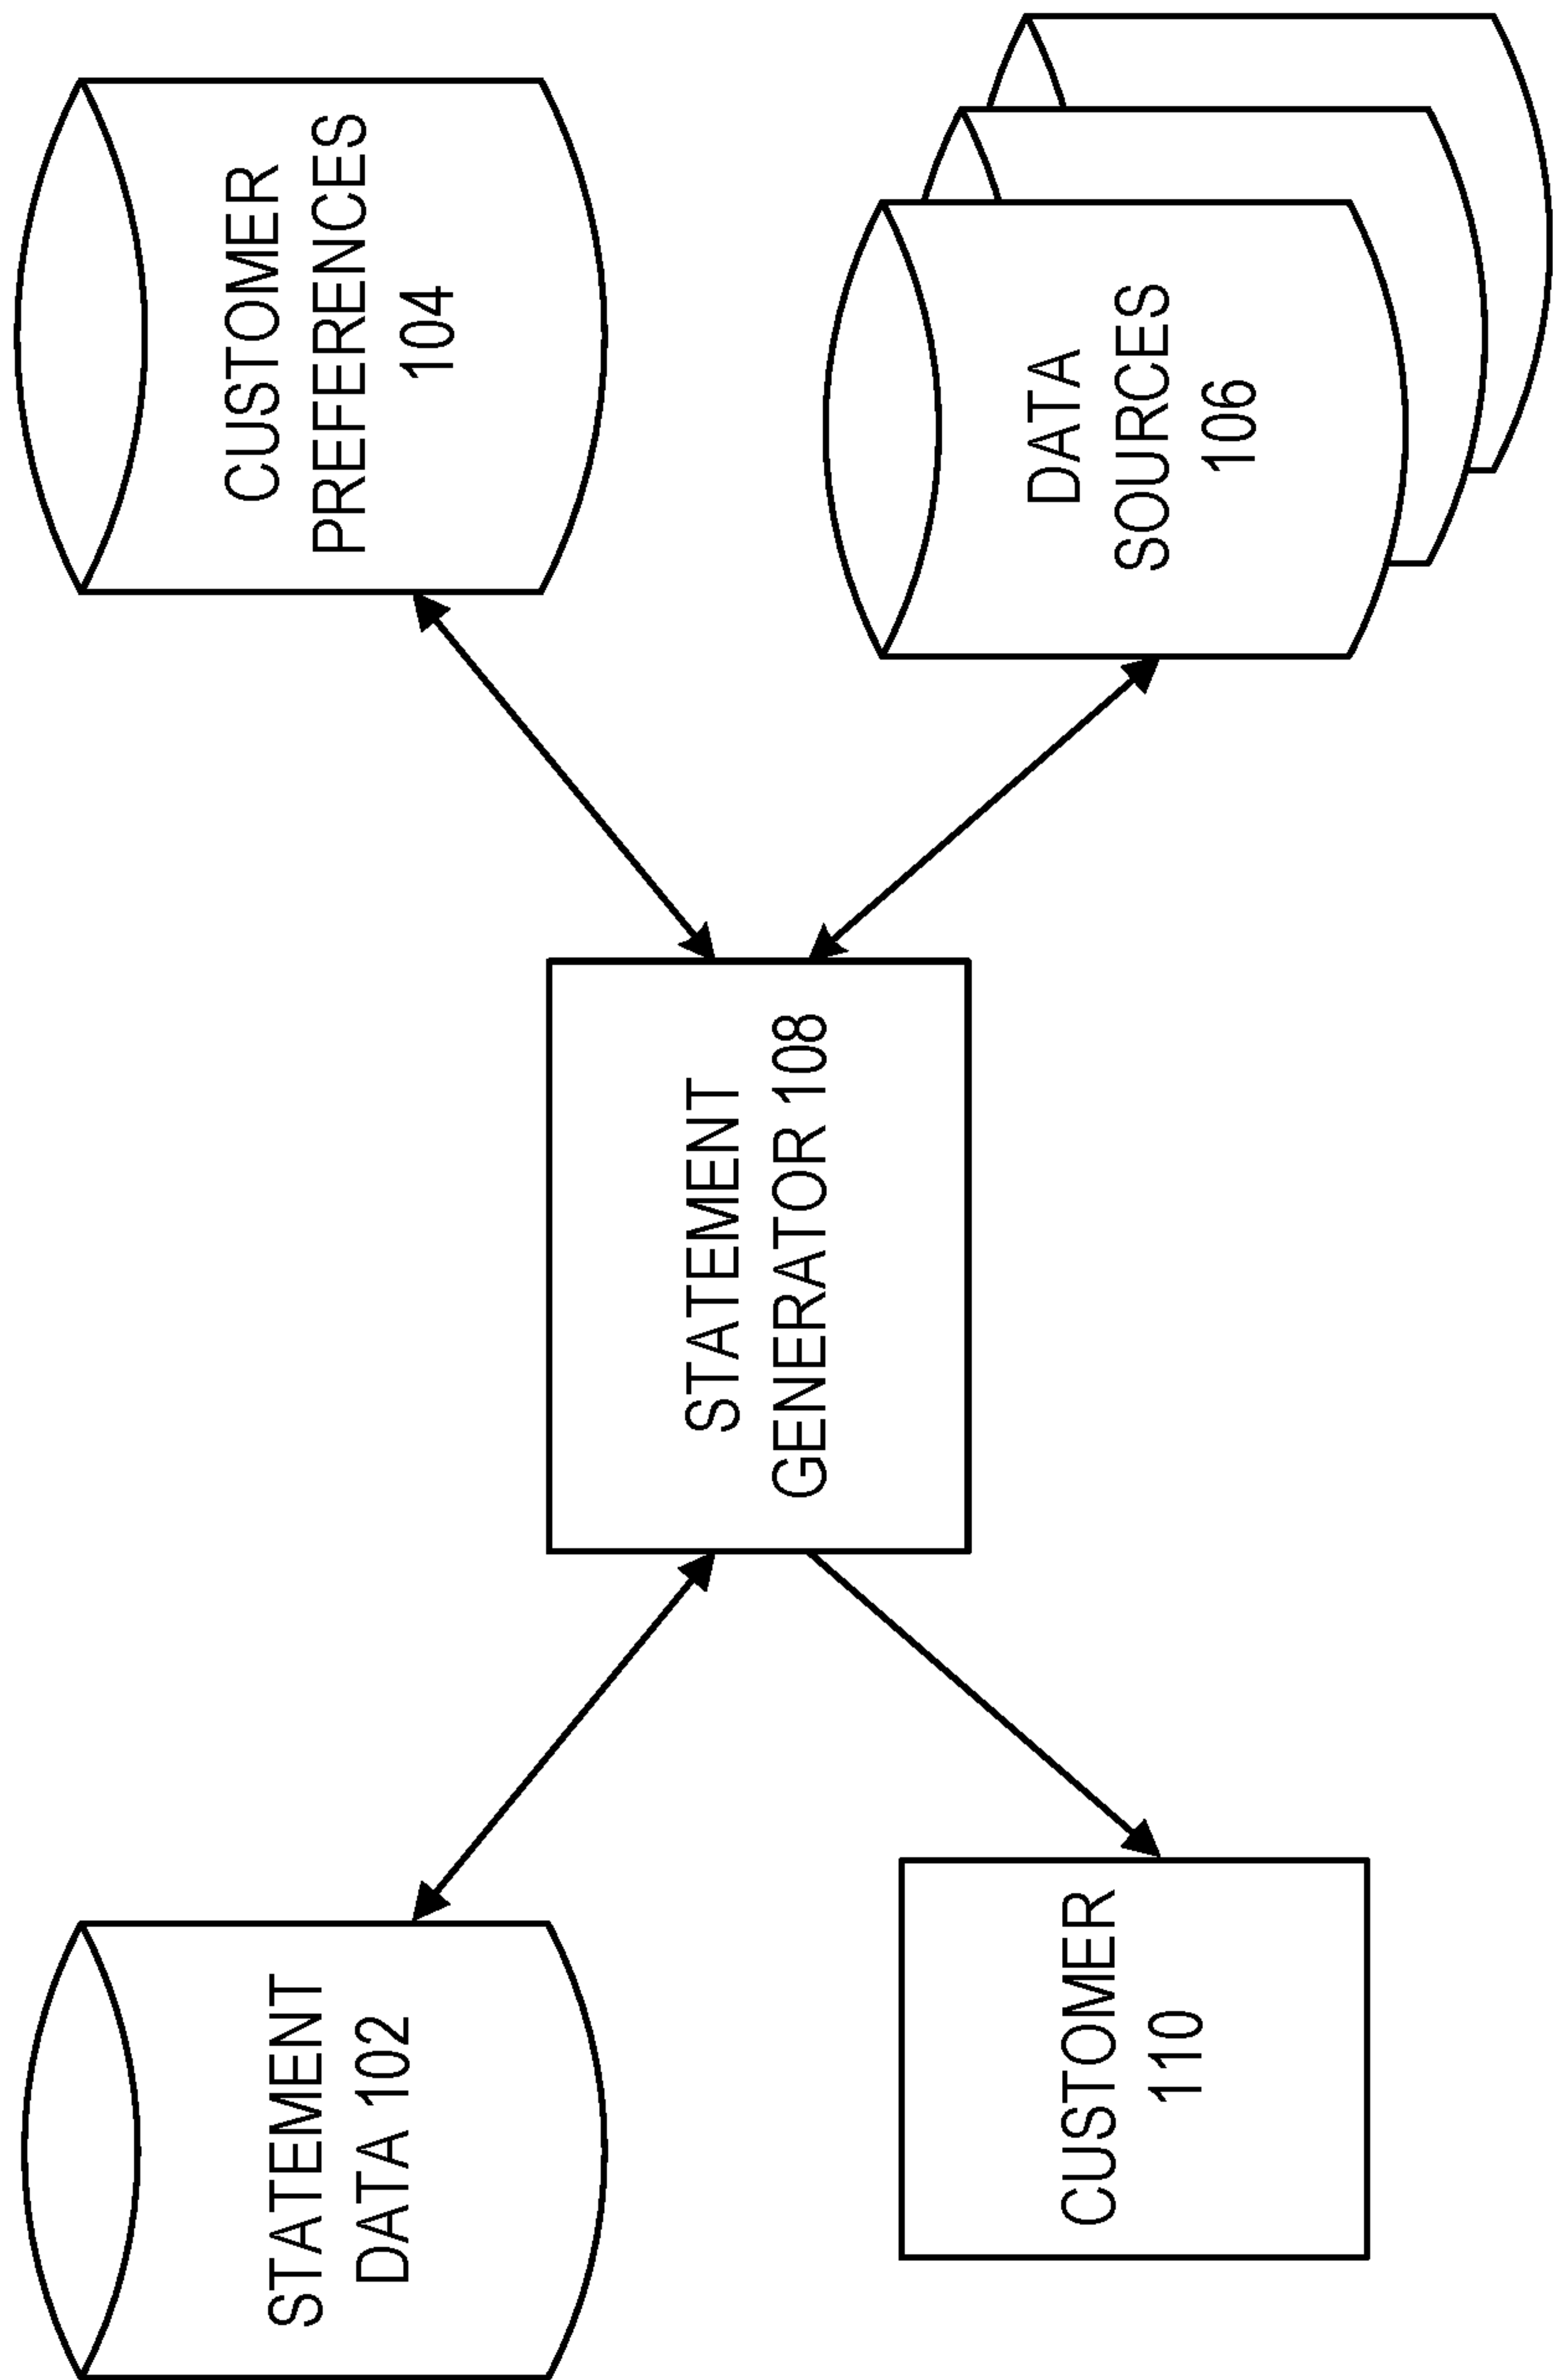 STATEMENT
DATA 102
CUSTOMER
PREFERENCES
104
STATEMENT
GENERATOR 108
CUSTOMER
110
DATA
SOURCES
106